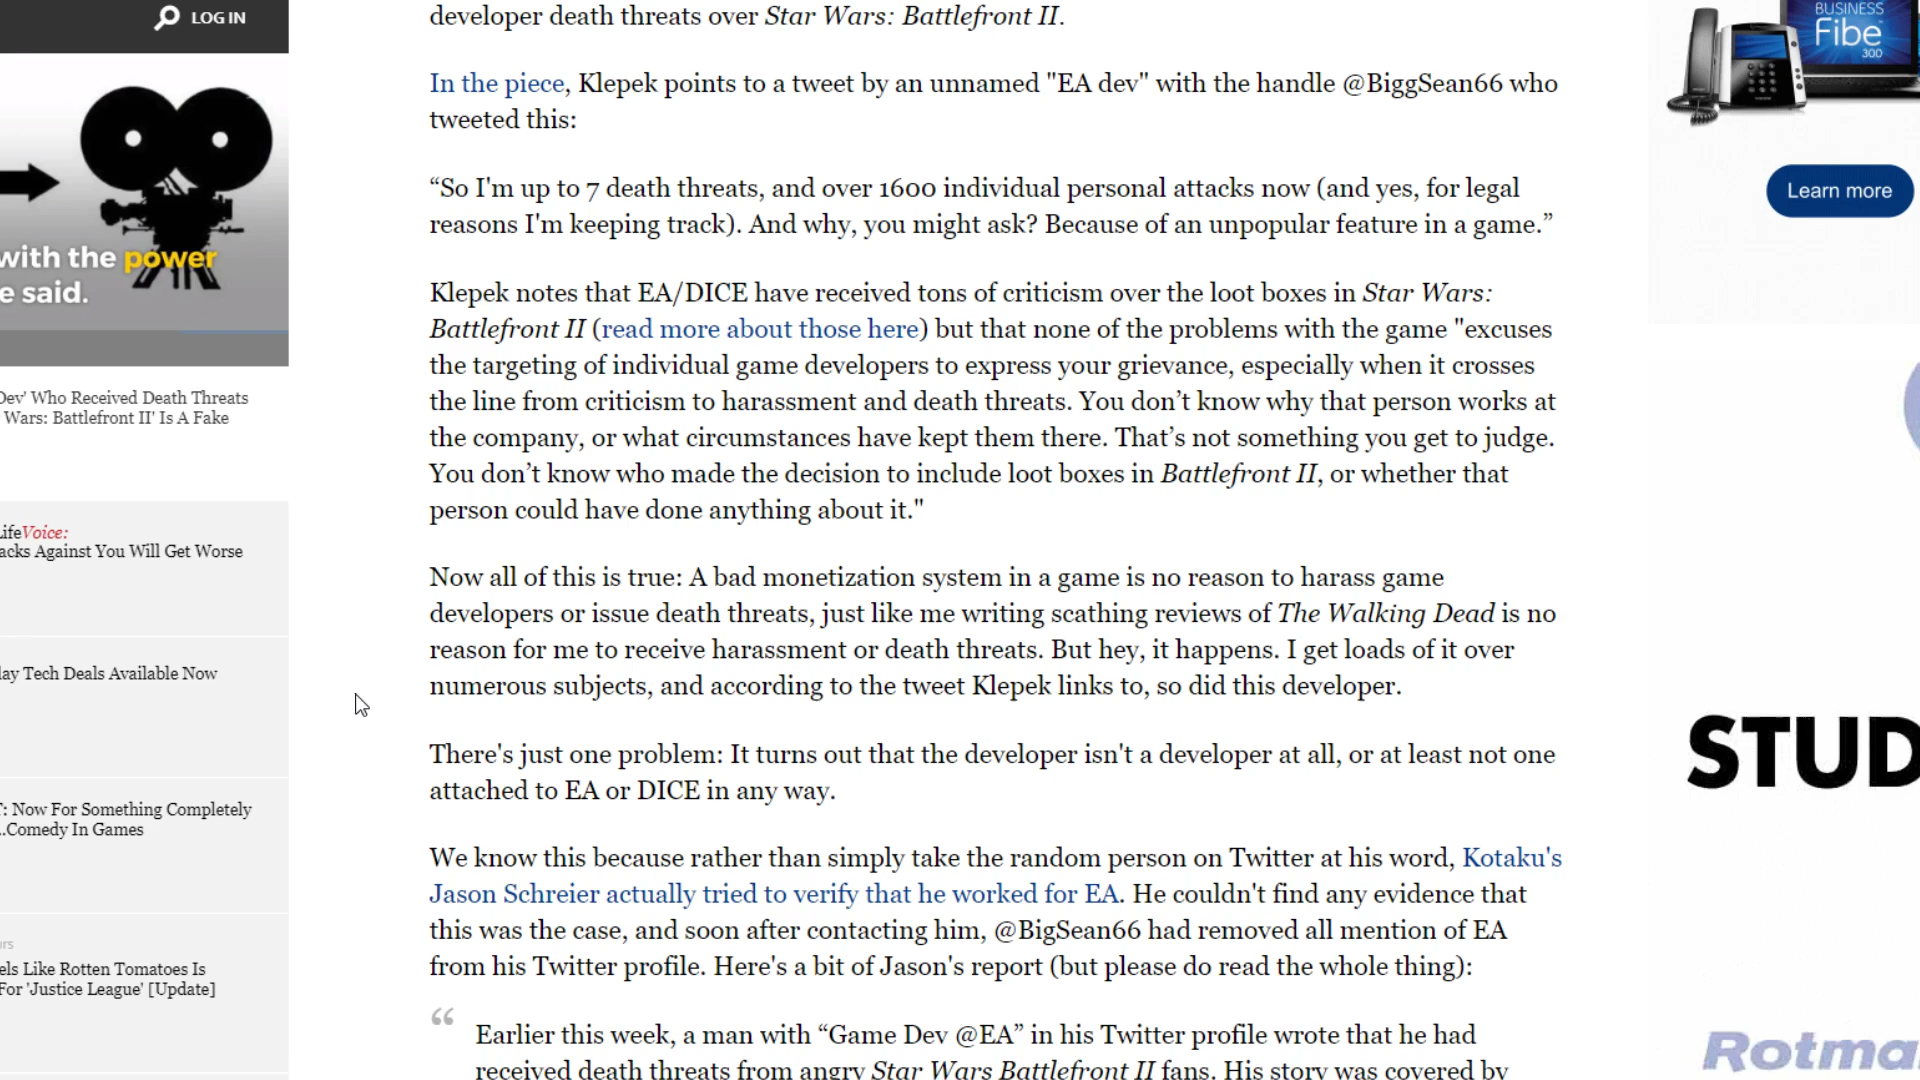 LOG IN
with the power
e said.
Dev' Who Received Death Threats
Wars: Battlefront II' Is A Fake
ifeVoice:
acks Against You Will Get Worse
lay Tech Deals Available Now
: Now For Something Completely
...Comedy In Games
urs
els Like Rotten Tomatoes Is
For 'Justice League' [Update]
developer death threats over Star Wars: Battlefront II.
In the piece, Klepek points to a tweet by an unnamed "EA dev" with the handle @BiggSean66 who
tweeted this:
“So I'm up to 7 death threats, and over 1600 individual personal attacks now (and yes, for legal
reasons I'm keeping track). And why, you might ask? Because of an unpopular feature in a game.”
Klepek notes that EA/DICE have received tons of criticism over the loot boxes in Star Wars:
Battlefront II (read more about those here) but that none of the problems with the game "excuses
the targeting of individual game developers to express your grievance, especially when it crosses
the line from criticism to harassment and death threats. You don’t know why that person works at
the company, or what circumstances have kept them there. That’s not something you get to judge.
You don’t know who made the decision to include loot boxes in Battlefront II, or whether that
person could have done anything about it."
Now all of this is true: A bad monetization system in a game is no reason to harass game
developers or issue death threats, just like me writing scathing reviews of The Walking Dead is no
reason for me to receive harassment or death threats. But hey, it happens. I get loads of it over
numerous subjects, and according to the tweet Klepek links to, so did this developer.
There's just one problem: It turns out that the developer isn't a developer at all, or at least not one
attached to EA or DICE in any way.
We know this because rather than simply take the random person on Twitter at his word, Kotaku's
Jason Schreier actually tried to verify that he worked for EA. He couldn't find any evidence that
this was the case, and soon after contacting him, @BigSean66 had removed all mention of EA
from his Twitter profile. Here's a bit of Jason's report (but please do read the whole thing):
“ Earlier this week, a man with “Game Dev @EA” in his Twitter profile wrote that he had
received death threats from angry Star Wars Battlefront II fans. His story was covered by
BUSINESS
Fibe
300
Learn more
STUD
Rotma